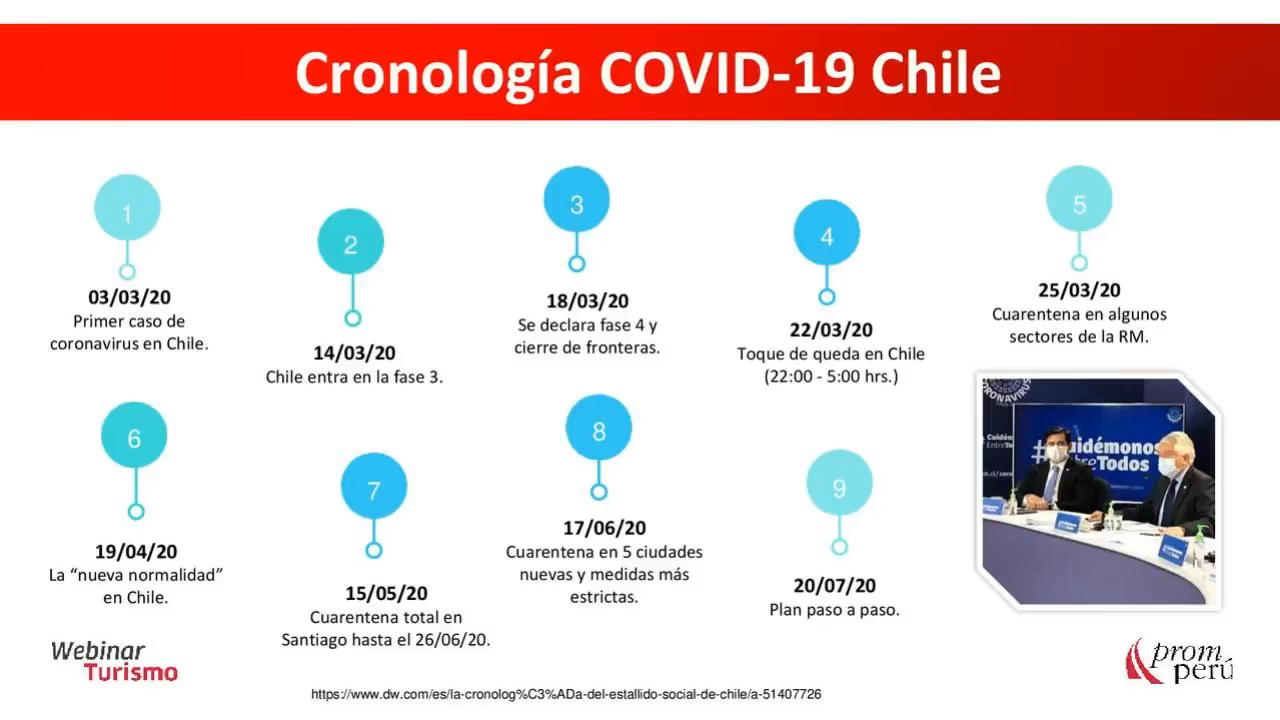 Cronología COVID-19 Chile
1
03/03/20
Primer caso de
coronavirus en Chile.
2
14/03/20
Chile entra en la fase 3.
3
18/03/20
Se declara fase 4 y
cierre de fronteras.
4
22/03/20
Toque de queda en Chile
(22:00 - 5:00 hrs.)
5
25/03/20
Cuarentena en algunos
sectores de la RM.
6
19/04/20
La “nueva normalidad”
en Chile.
7
15/05/20
Cuarentena total en
Santiago hasta el 26/06/20.
8
17/06/20
Cuarentena en 5 ciudades
nuevas y medidas más
estrictas.
9
20/07/20
Plan paso a paso.
CORONAVIRUS
#Cuidémonos
EntreTodos
Webinar
Turismo
prom
perú
https://www.dw.com/es/la-cronolog%C3%ADa-del-estallido-social-de-chile/a-51407726